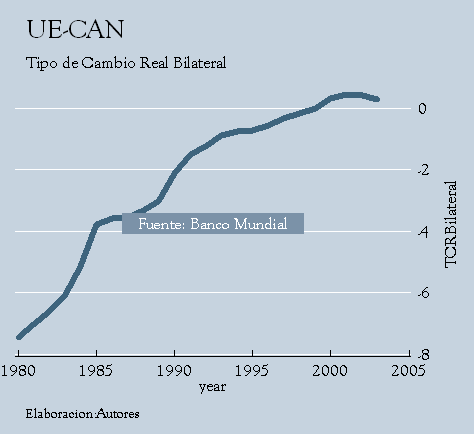 UE-CAN
Tipo de Cambio Real Bilateral
0
-2
-4
-6
-8
TCRBilateral
Fuente: Banco Mundial
1980 1985 1990 1995 2000 2005
year
Elaboracion:Autores